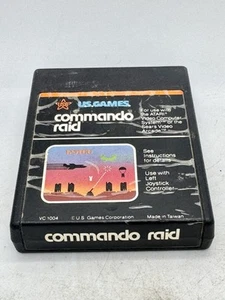 U.S. GAMES
commando
raid
For use with
the ATARI®
Video Computer
System™ or the
Sears Video
Arcade™
See
Instructions
for details
Use with
Left
Joystick
Controller
VC 1004
© U.S. Games Corporation
Made in Taiwan
commando raid